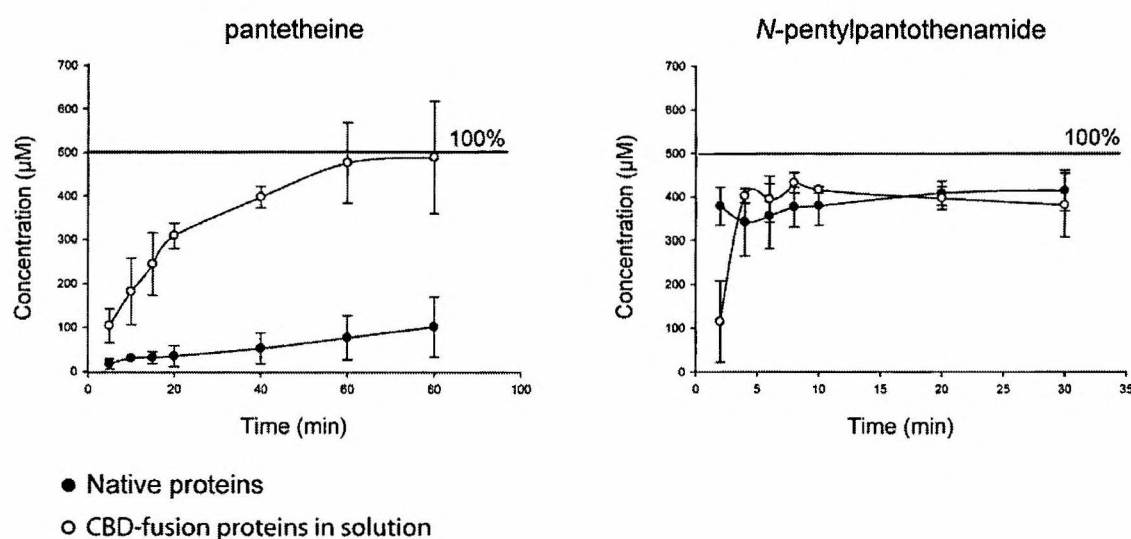 pantetheine
700
600
500
400
300
200
100
0
Concentration (µM)
100%
0 20 40 60 80 100
Time (min)
N-pentylpantothenamide
700
600
500
400
300
200
100
0
Concentration (µM)
100%
0 5 10 15 20 25 30 35
Time (min)
● Native proteins
○ CBD-fusion proteins in solution